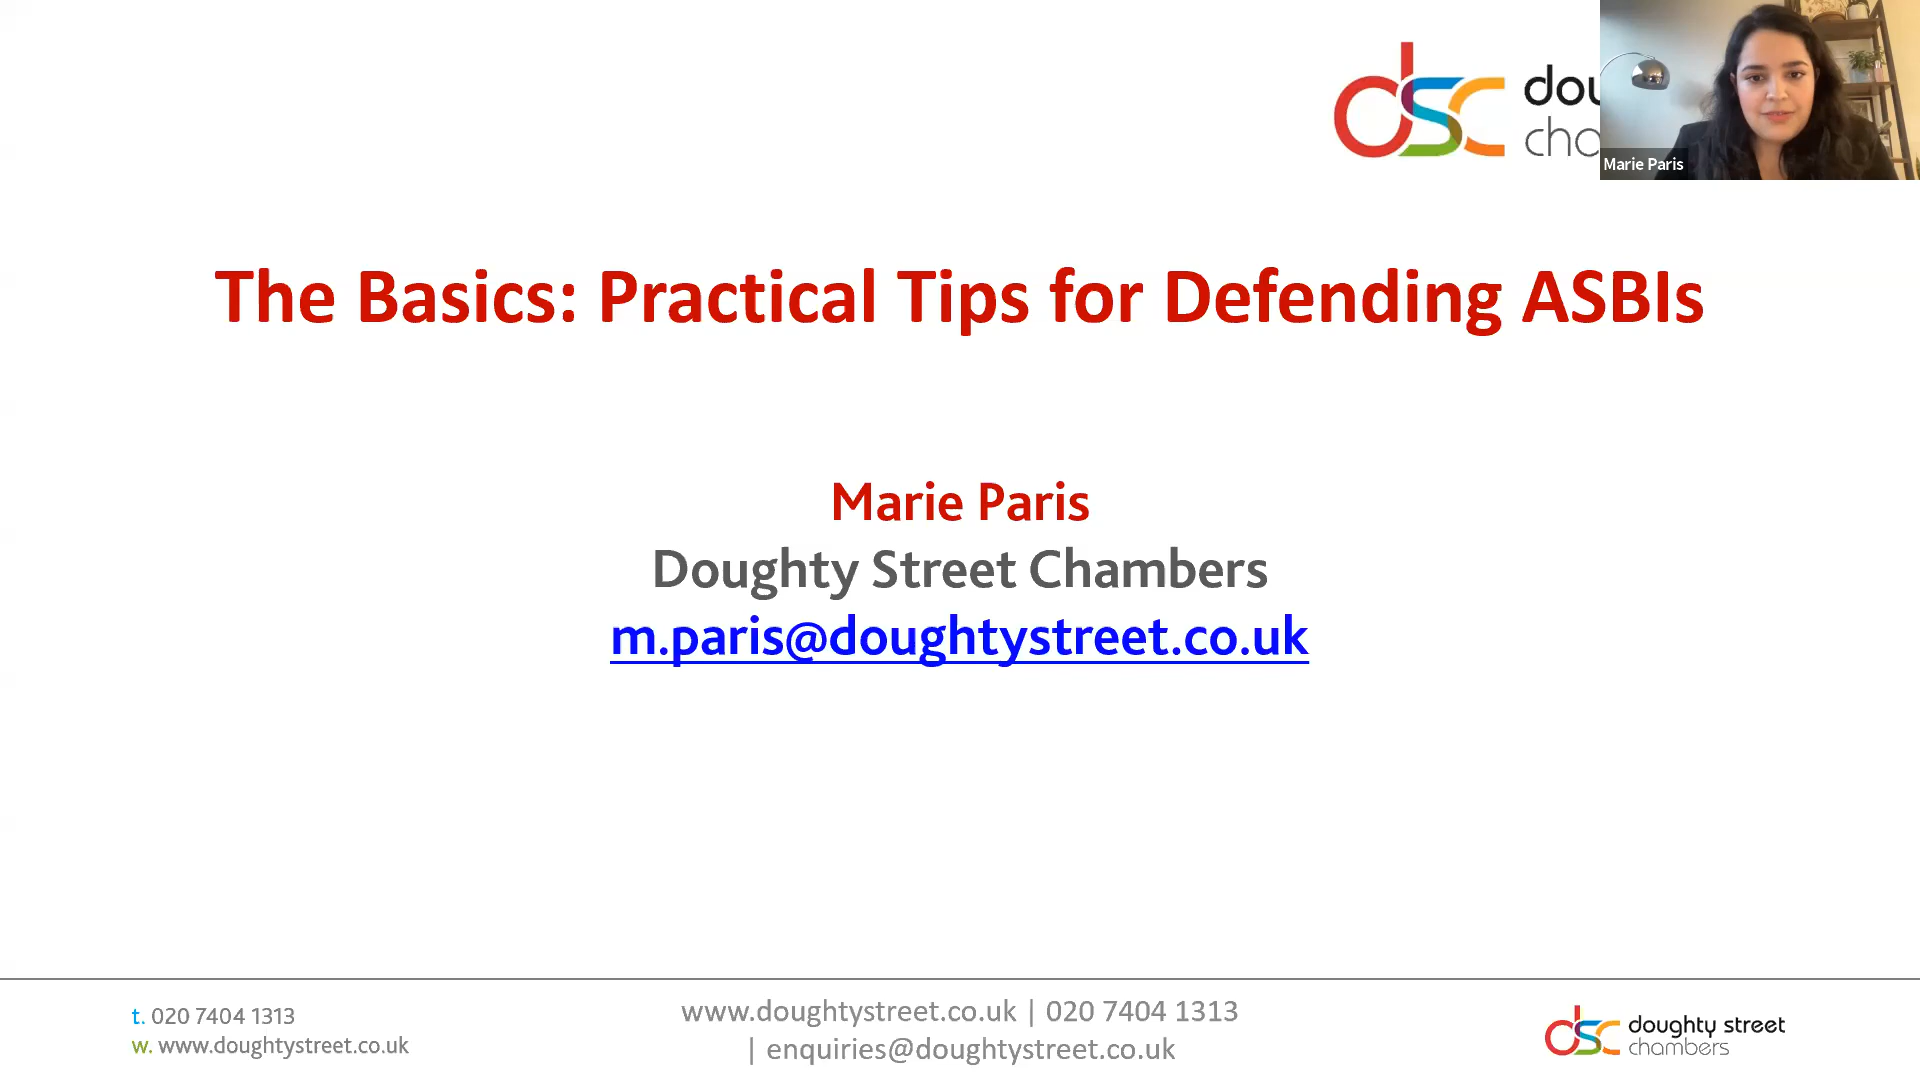 dsc
Marie Paris
The Basics: Practical Tips for Defending ASBIs
Marie Paris
Doughty Street Chambers
m.paris@doughtystreet.co.uk
t. 020 7404 1313
w. www.doughtystreet.co.uk
www.doughtystreet.co.uk | 020 7404 1313
| enquiries@doughtystreet.co.uk
dsc doughty street
chambers